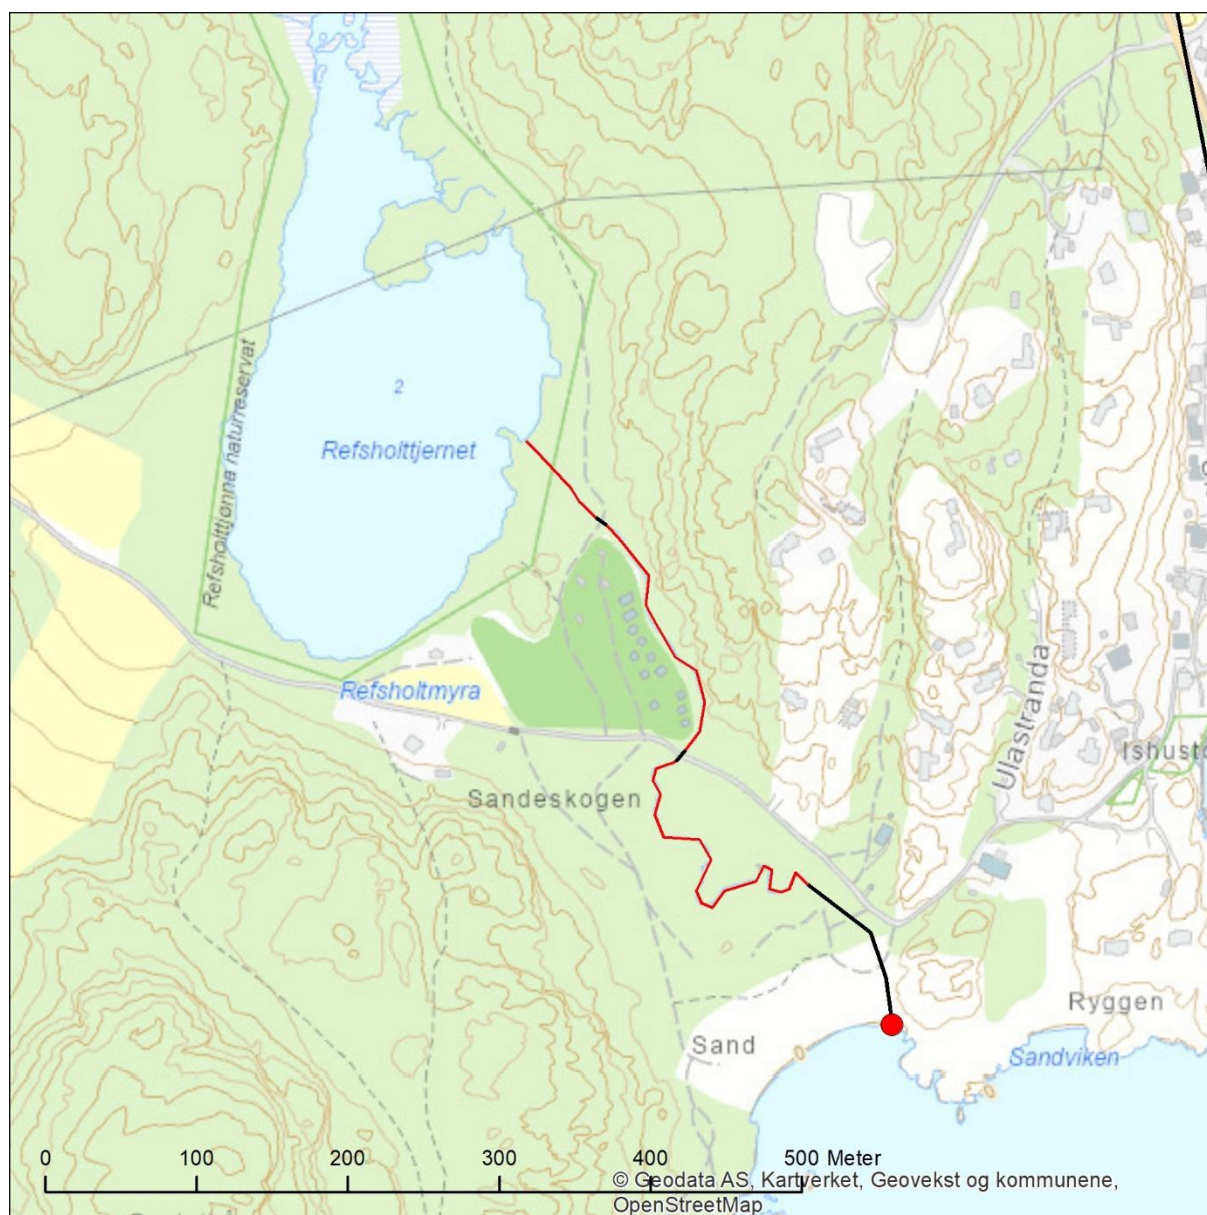 2
Refsholttjernet
Refsholttjønna naturreservat
Refsholtmyra
Sandeskogen
Ulastranda
Ishusto
Ryggen
Sand
Sandviken
0 100 200 300 400 500 Meter
© Geodata AS, Kartverket, Geovekst og kommunene,
OpenStreetMap